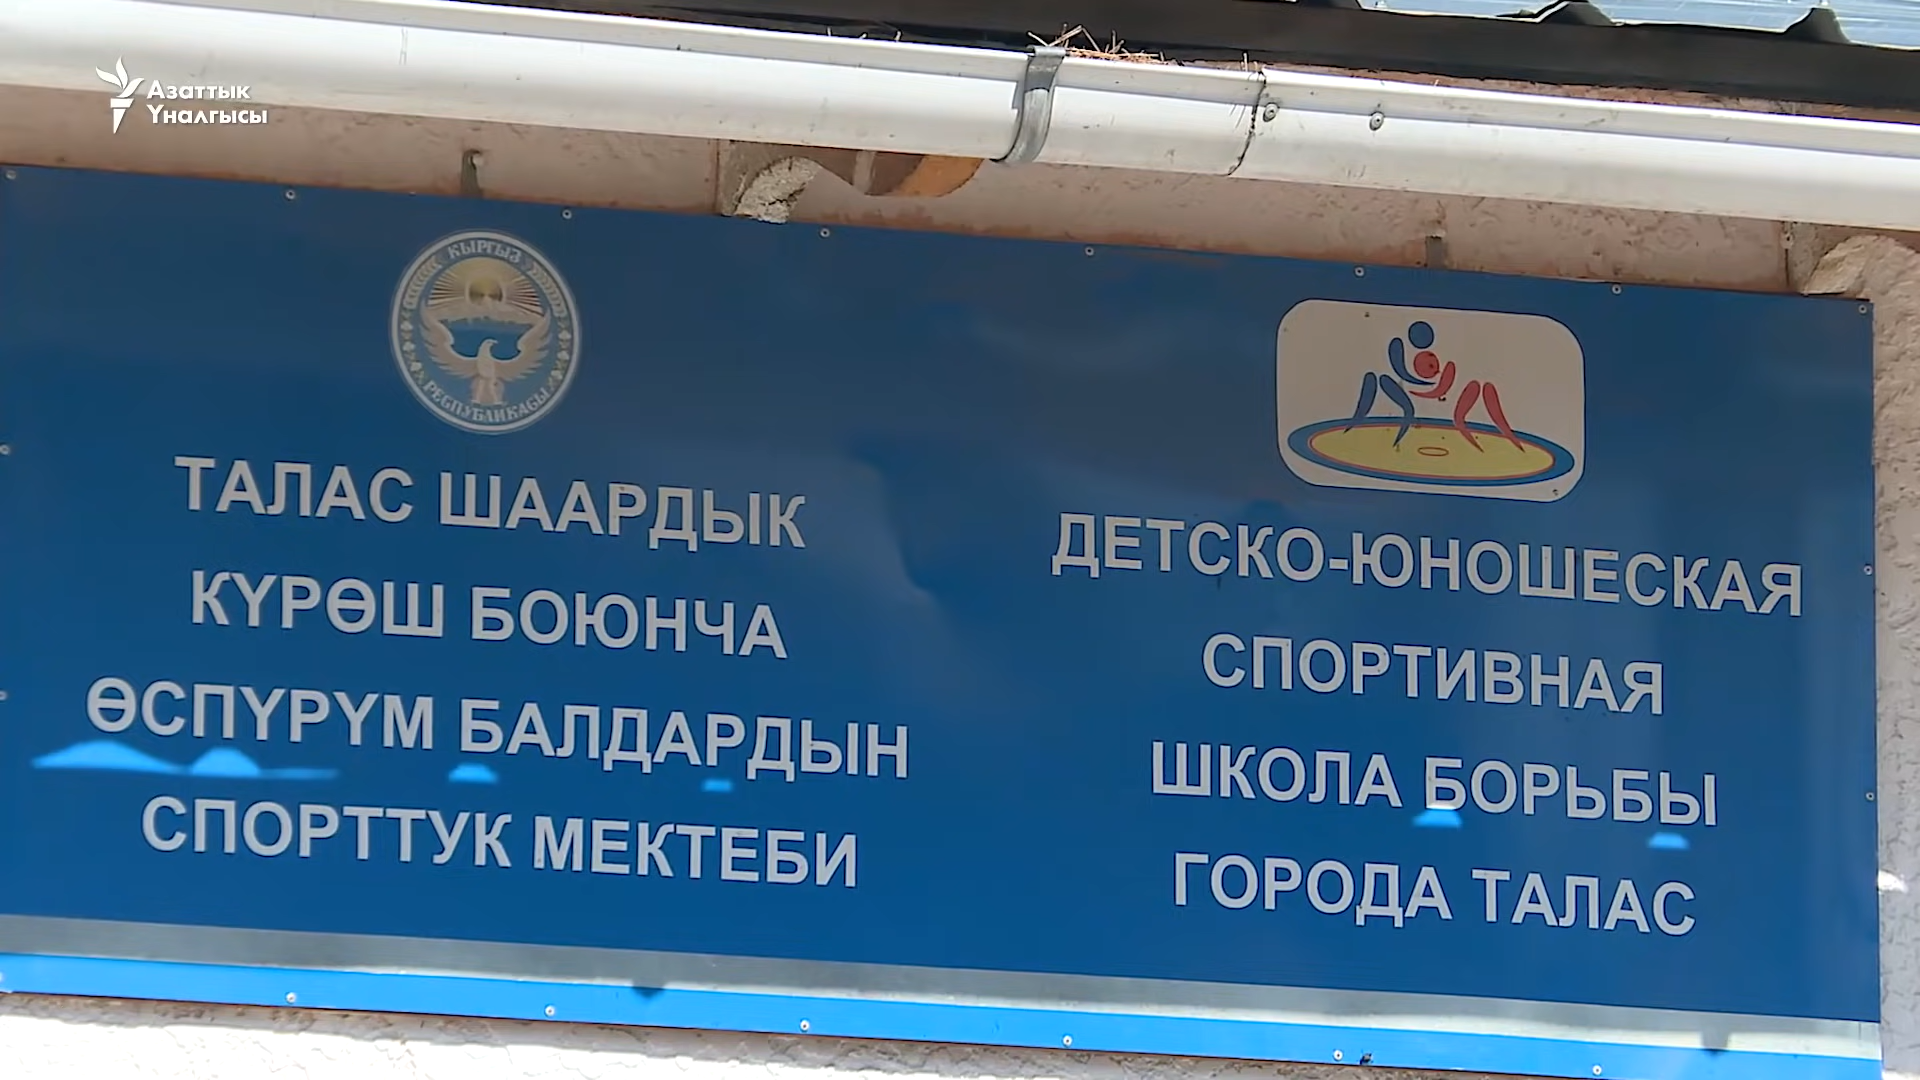 Азаттык
Үналгысы
КЫРГЫЗ
РЕСПУБЛИКАСЫ
ТАЛАС ШААРДЫК
КҮРӨШ БОЮНЧА
ӨСПҮРҮМ БАЛДАРДЫН
СПОРТТУК МЕКТЕБИ
ДЕТСКО-ЮНОШЕСКАЯ
СПОРТИВНАЯ
ШКОЛА БОРЬБЫ
ГОРОДА ТАЛАС